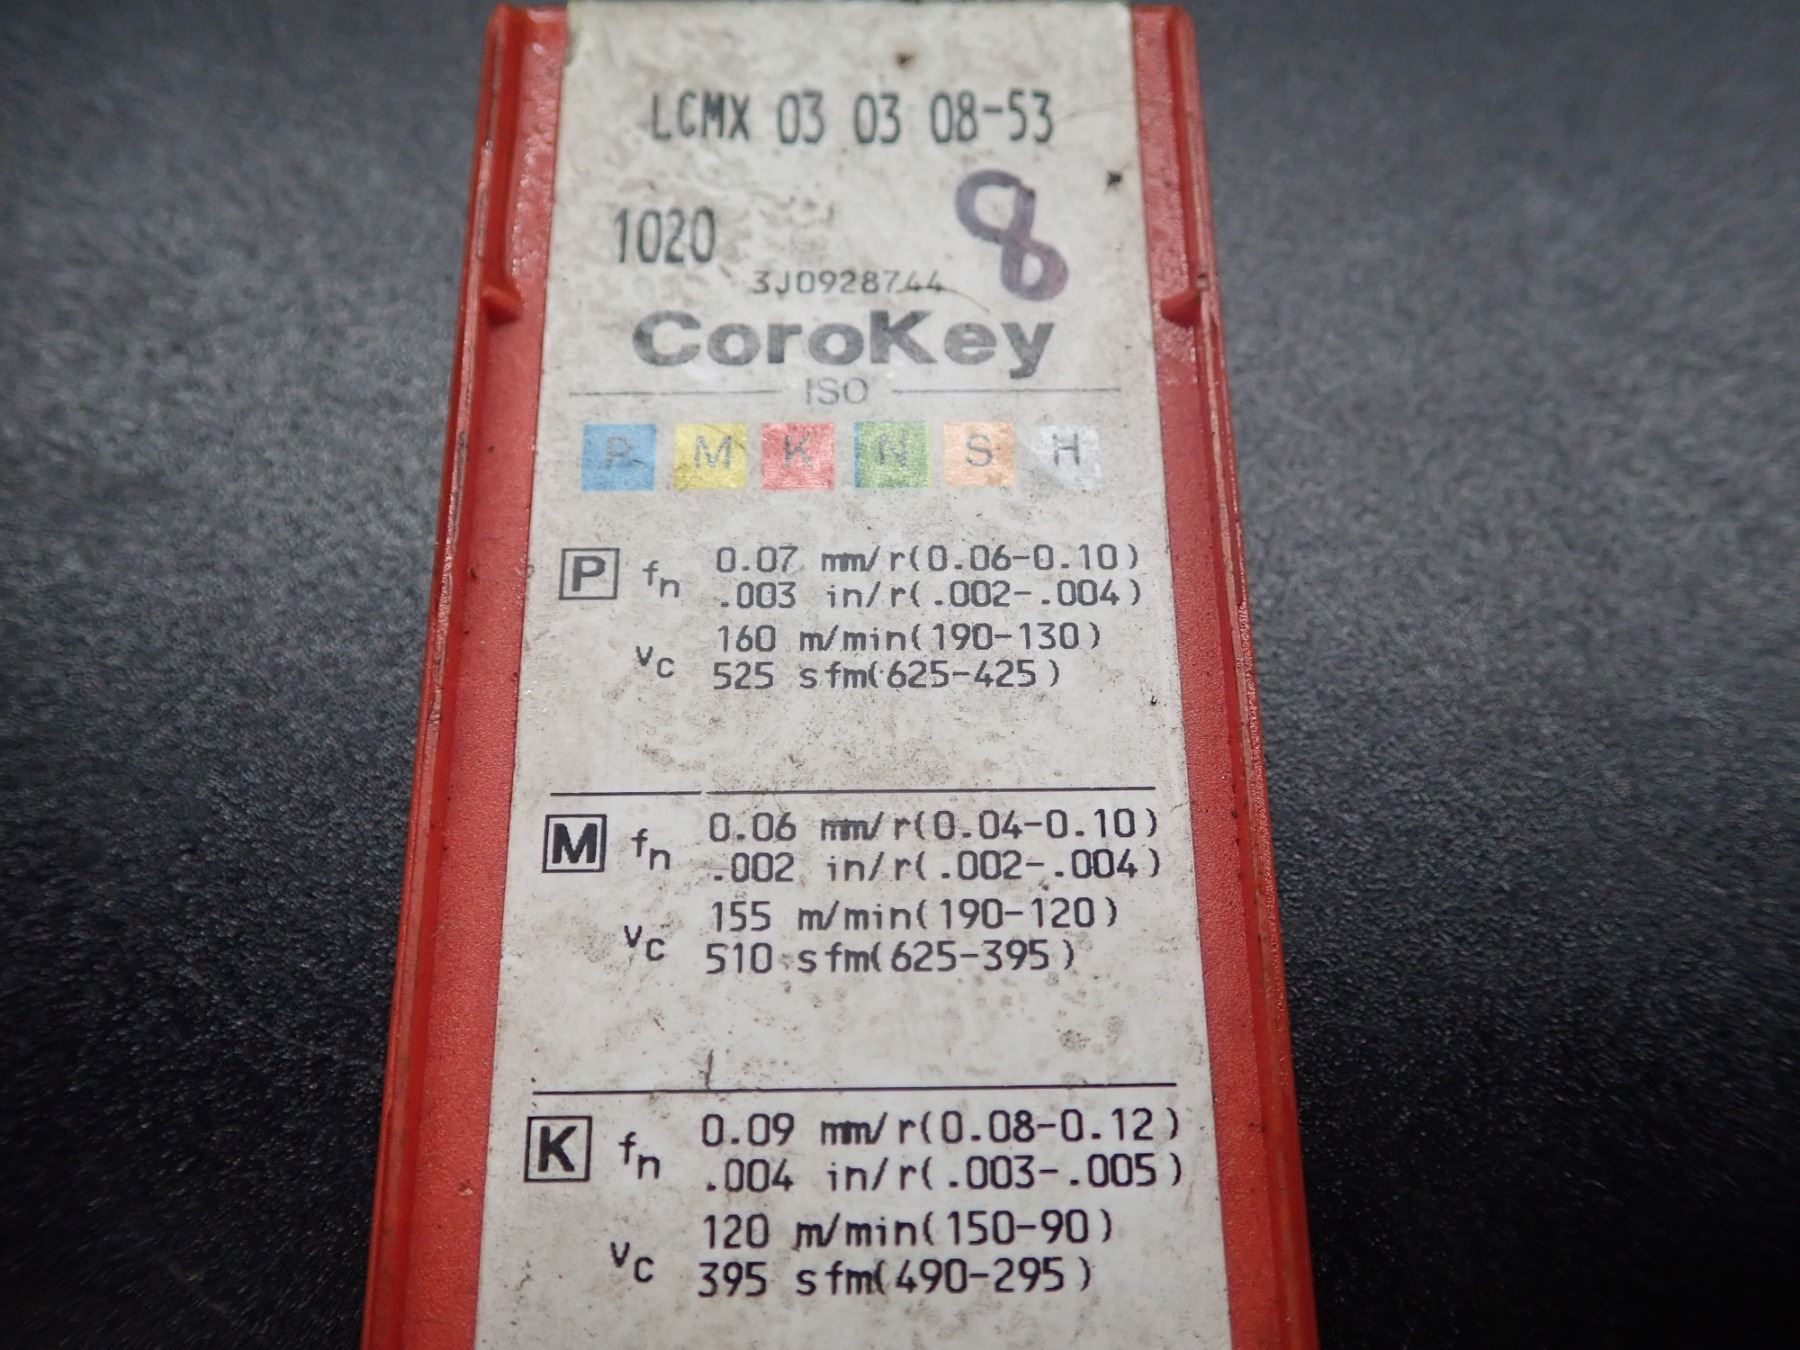 LCMX 03 03 08-53
1020
8
3J0928744
CoroKey
ISO
P M K N S H
P fn 0.07 mm/r(0.06-0.10)
.003 in/r(.002-.004)
vc 160 m/min(190-130)
525 sfm(625-425)
M fn 0.06 mm/r(0.04-0.10)
.002 in/r(.002-.004)
vc 155 m/min(190-120)
510 sfm(625-395)
K fn 0.09 mm/r(0.08-0.12)
.004 in/r(.003-.005)
vc 120 m/min(150-90)
395 sfm(490-295)